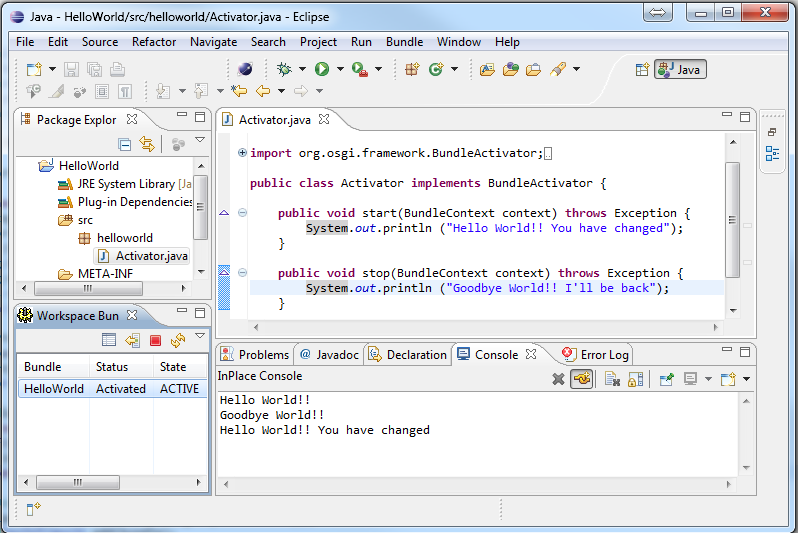 Java - HelloWorld/src/helloworld/Activator.java - Eclipse
File Edit Source Refactor Navigate Search Project Run Bundle Window Help
Java
Package Explor
HelloWorld
JRE System Library [Ja
Plug-in Dependencies
src
helloworld
Activator.java
META-INF
Activator.java
import org.osgi.framework.BundleActivator;
public class Activator implements BundleActivator {
public void start(BundleContext context) throws Exception {
System.out.println ("Hello World!! You have changed");
}
public void stop(BundleContext context) throws Exception {
System.out.println ("Goodbye World!! I'll be back");
}
Workspace Bun
Bundle Status State
HelloWorld Activated ACTIVE
Problems @ Javadoc Declaration Console Error Log
InPlace Console
Hello World!!
Goodbye World!!
Hello World!! You have changed